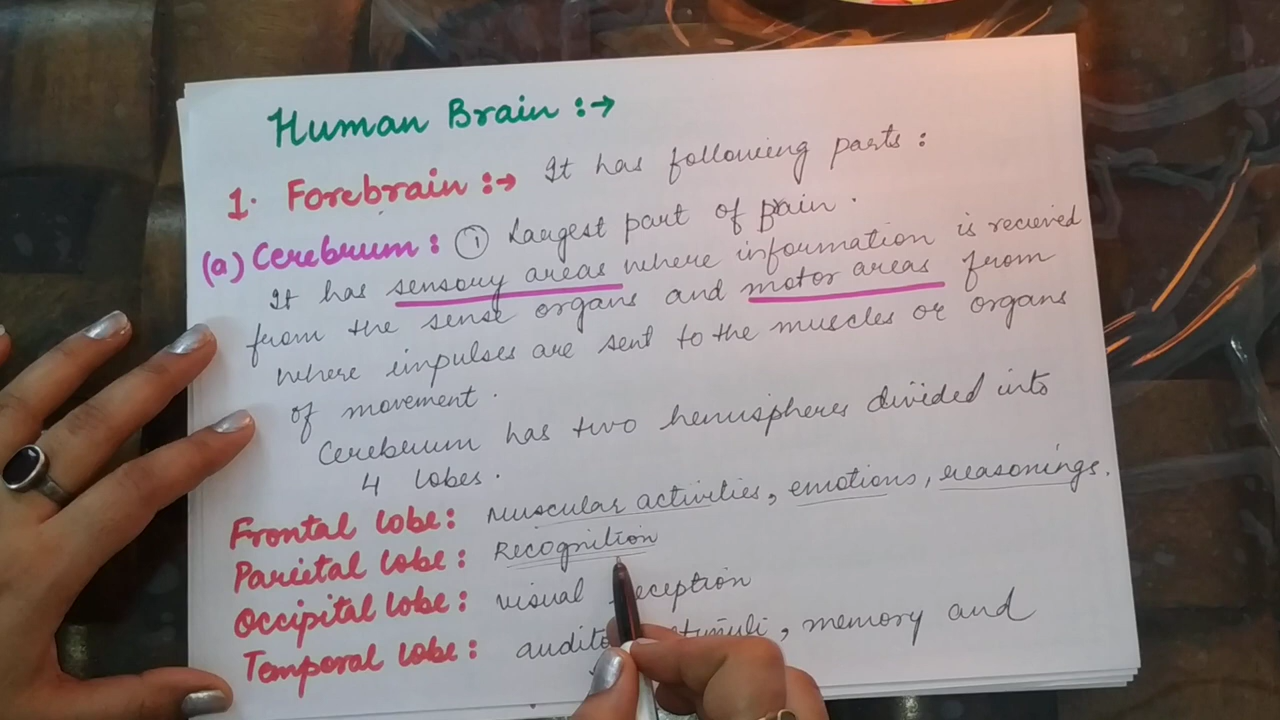 Human Brain :→
1. Forebrain :→ It has following parts :
(a) Cerebrum : ① Largest part of Brain.
It has sensory areas where information is recieved
from the sense organs and motor areas from
where impulses are sent to the muscles or organs
of movement.
Cerebrum has two hemispheres divided into
4 lobes.
Frontal lobe: Muscular activities, emotions, reasonings.
Parietal lobe: Recognition
Occipital lobe: visual
Temporal lobe: , memory and